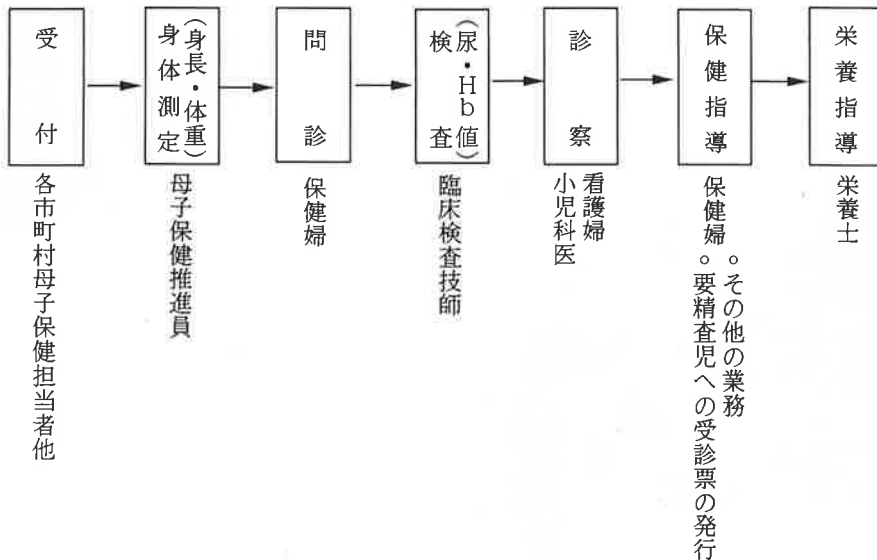 受付
身体測定
（身長・体重）
問診
検査
（尿・Hb値）
診察
保健指導
栄養指導
各市町村母子保健担当者他
母子保健推進員
保健婦
臨床検査技師
看護婦
小児科医
保健婦
。その他の業務
。要精査児への受診票の発行
栄養士